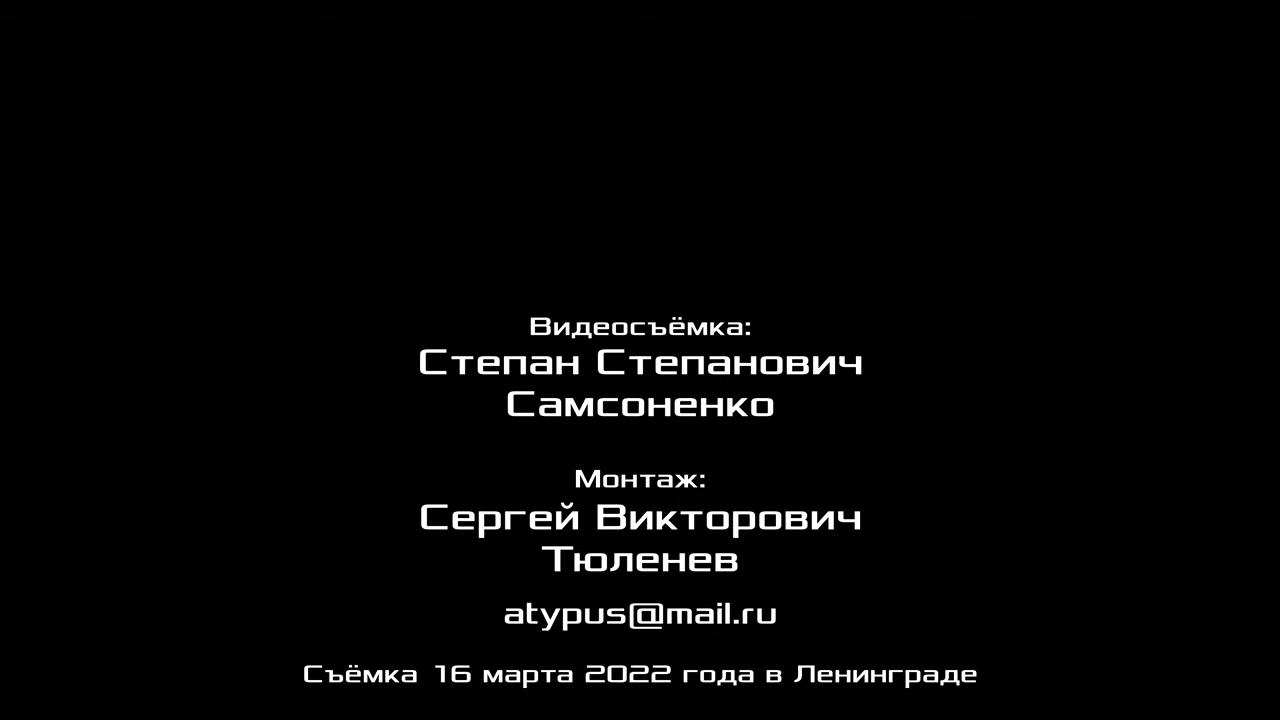 Видеосъёмка:
Степан Степанович
Самсоненко
Монтаж:
Сергей Викторович
Тюленев
atypus@mail.ru
Съёмка 16 марта 2022 года в Ленинграде